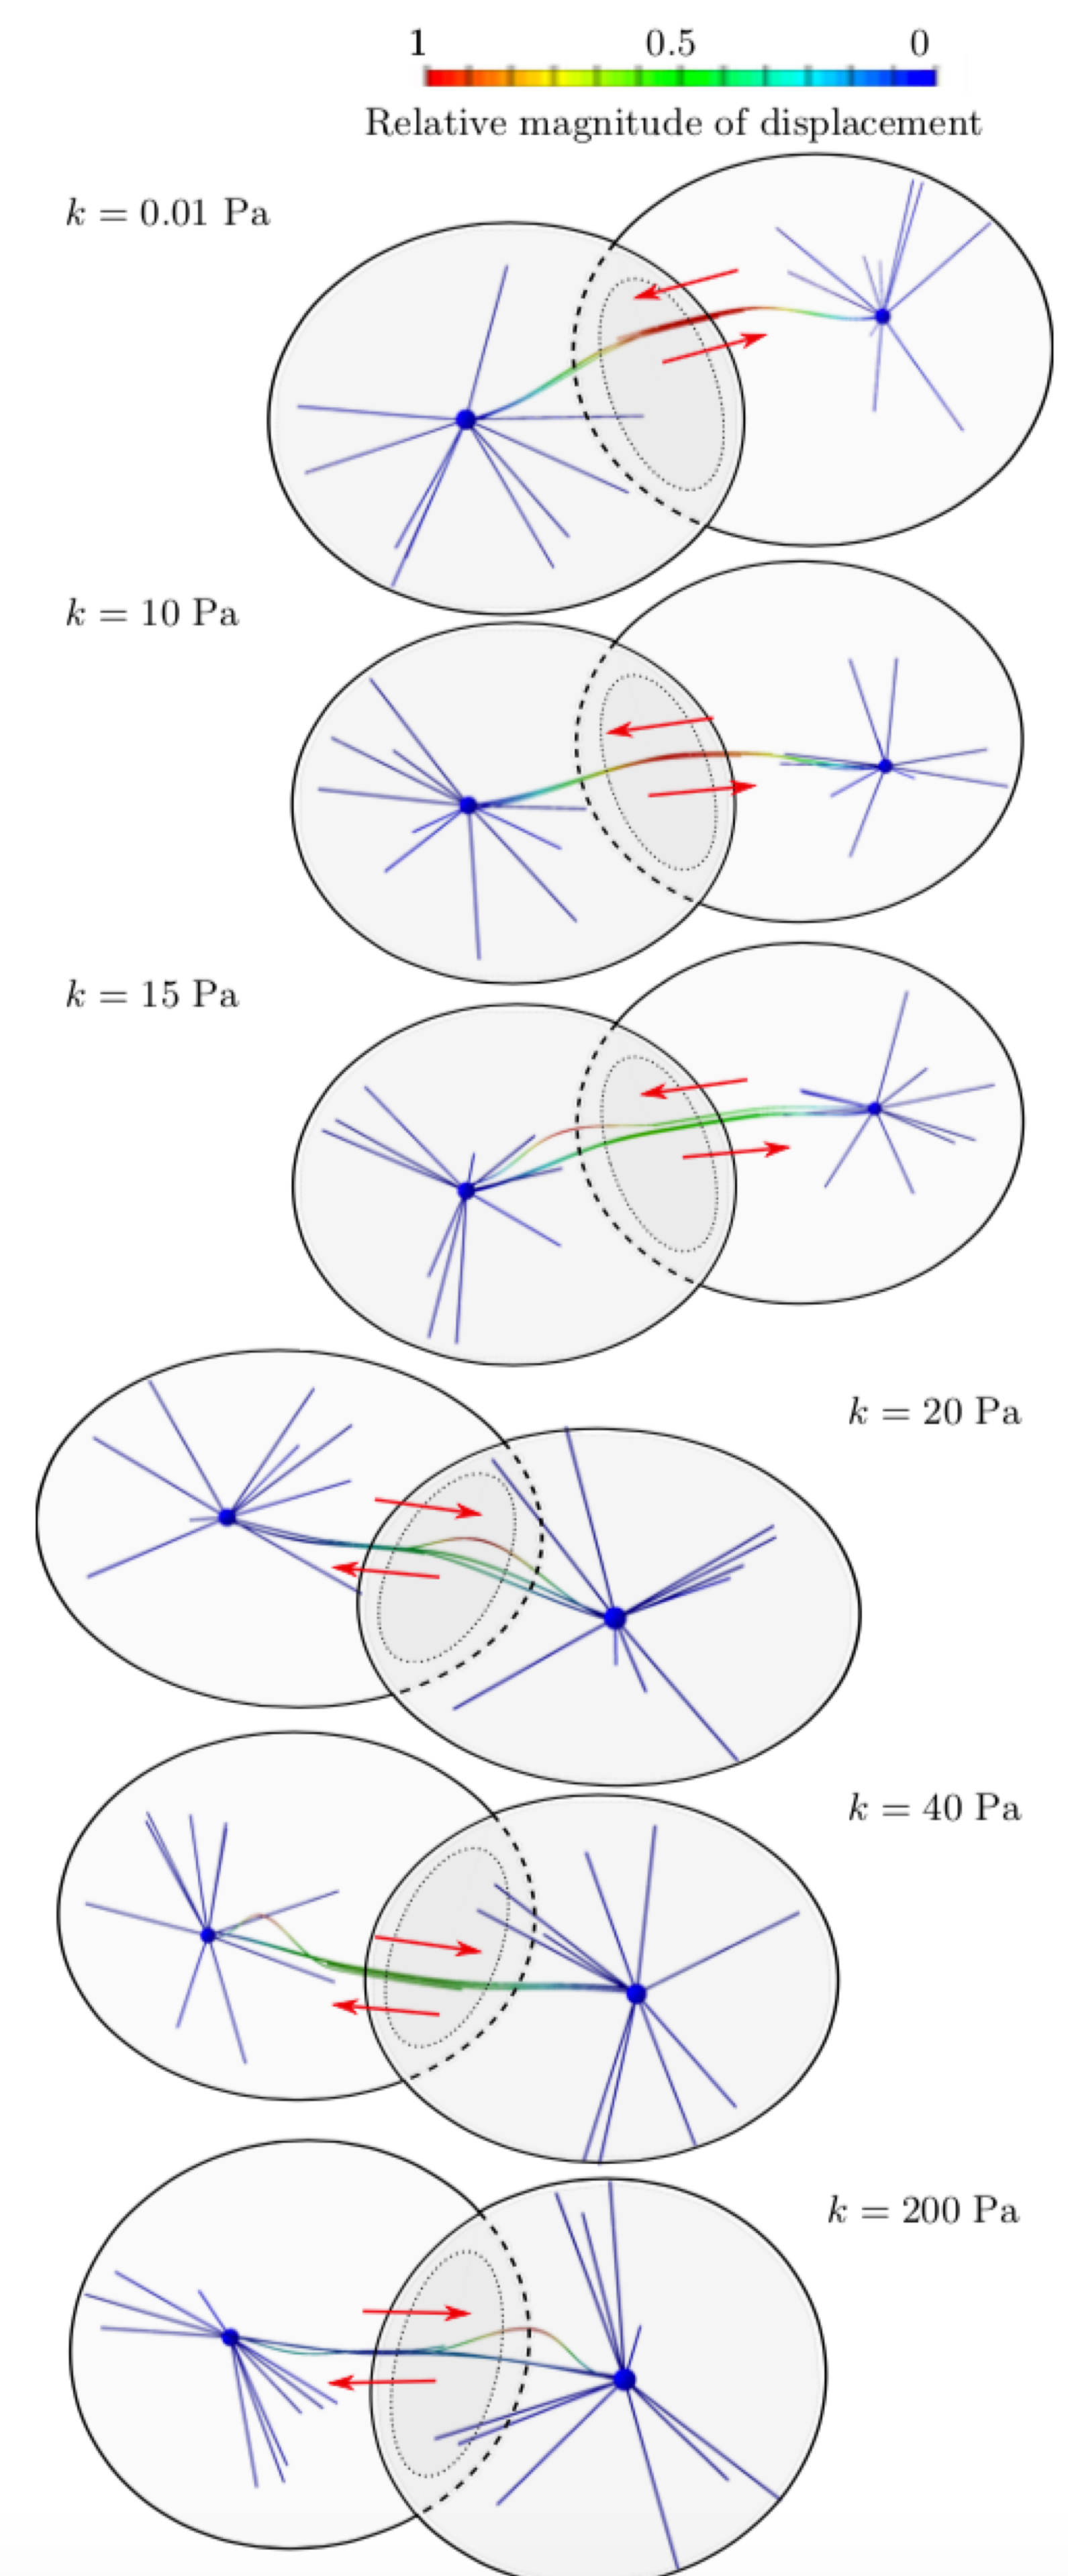 1 0.5 0
Relative magnitude of displacement
k = 0.01 Pa
k = 10 Pa
k = 15 Pa
k = 20 Pa
k = 40 Pa
k = 200 Pa